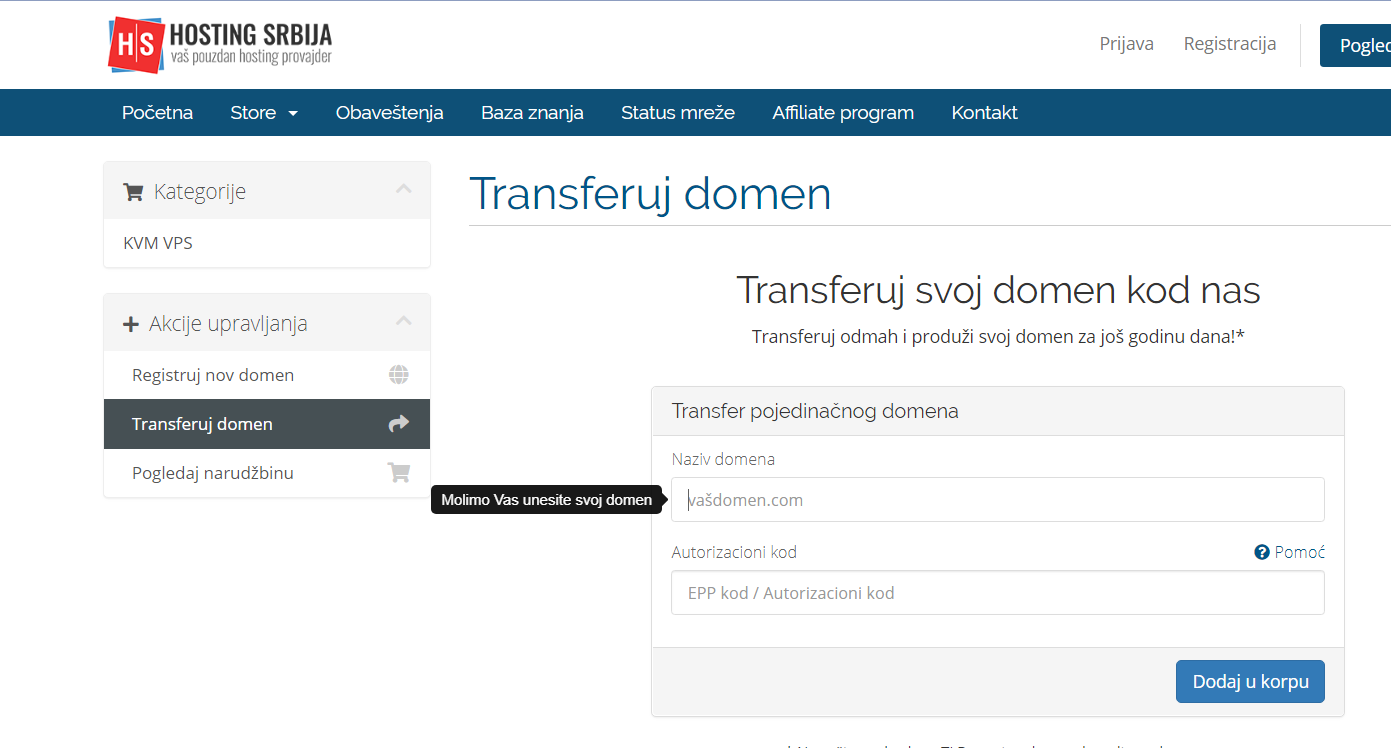 H|S HOSTING SRBIJA
vaš pouzdan hosting provajder
Prijava Registracija
Početna Store Obaveštenja Baza znanja Status mreže Affiliate program Kontakt
Kategorije
KVM VPS
Akcije upravljanja
Registruj nov domen
Transferuj domen
Pogledaj narudžbinu
Transferuj domen
Transferuj svoj domen kod nas
Transferuj odmah i produži svoj domen za još godinu dana!*
Transfer pojedinačnog domena
Naziv domena
Molimo Vas unesite svoj domen
vašdomen.com
Autorizacioni kod Pomoć
EPP kod / Autorizacioni kod
Dodaj u korpu